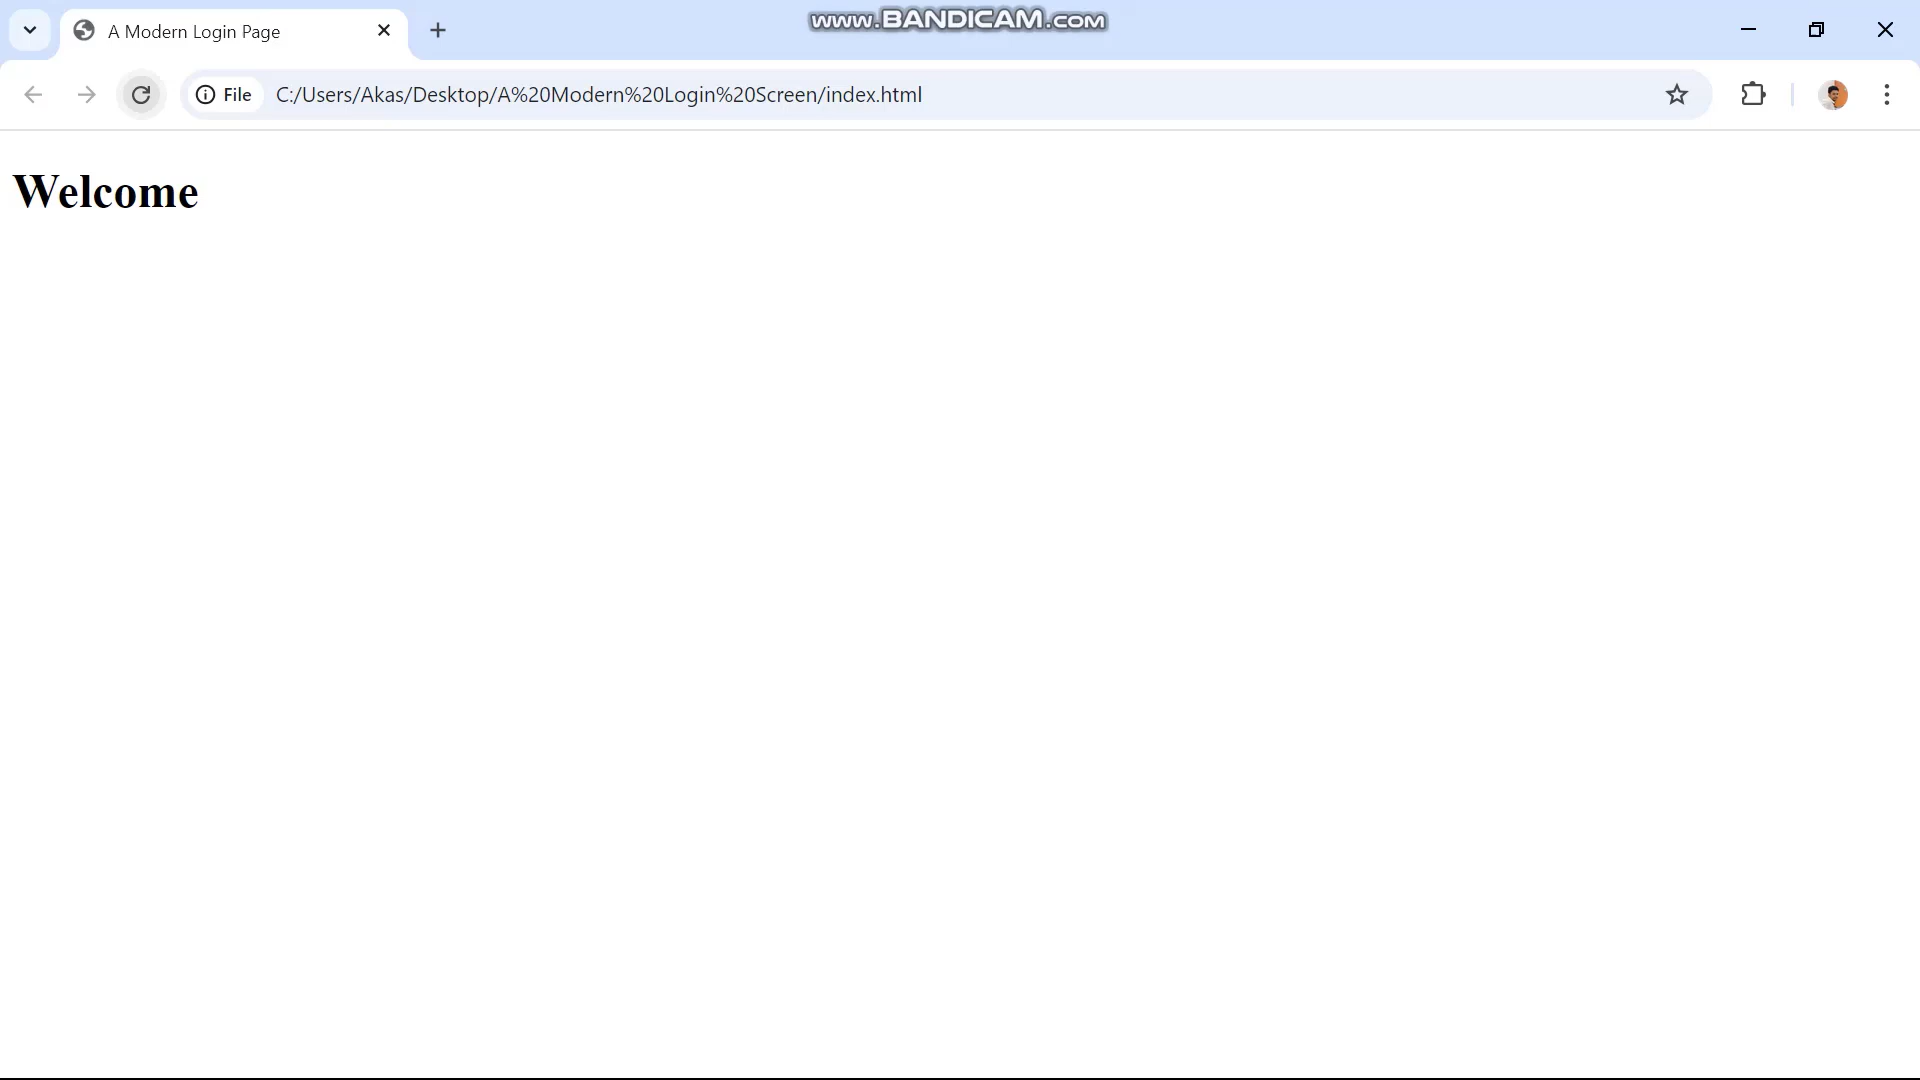 A Modern Login Page
www.BANDICAM.com
File
C:/Users/Akas/Desktop/A%20Modern%20Login%20Screen/index.html
Welcome